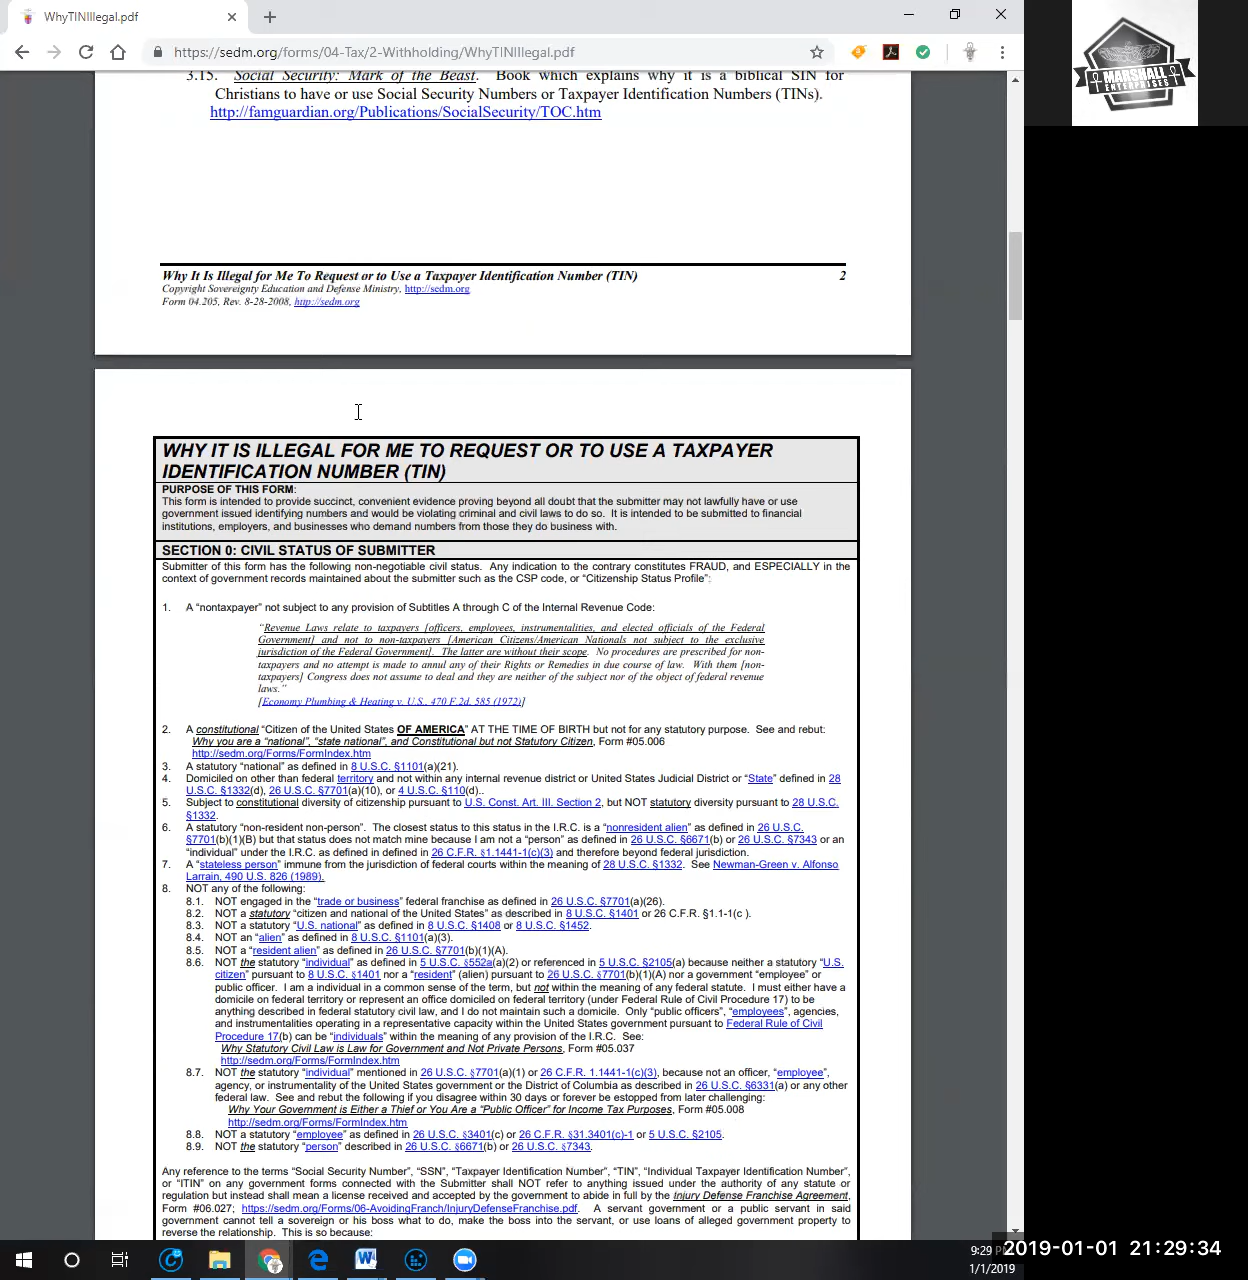 WhyTINIllegal.pdf
https://sedm.org/forms/04-Tax/2-Withholding/WhyTINIllegal.pdf
MARSHALL
ENTERPRISES
3.15. Social Security: Mark of the Beast. Book which explains why it is a biblical SIN for
Christians to have or use Social Security Numbers or Taxpayer Identification Numbers (TINs).
http://famguardian.org/Publications/SocialSecurity/TOC.htm
Why It Is Illegal for Me To Request or to Use a Taxpayer Identification Number (TIN) 2
Copyright Sovereignty Education and Defense Ministry, http://sedm.org
Form 04.205, Rev. 8-28-2008, http://sedm.org
WHY IT IS ILLEGAL FOR ME TO REQUEST OR TO USE A TAXPAYER
IDENTIFICATION NUMBER (TIN)
PURPOSE OF THIS FORM:
This form is intended to provide succinct, convenient evidence proving beyond all doubt that the submitter may not lawfully have or use
government issued identifying numbers and would be violating criminal and civil laws to do so. It is intended to be submitted to financial
institutions, employers, and businesses who demand numbers from those they do business with.
SECTION 0: CIVIL STATUS OF SUBMITTER
Submitter of this form has the following non-negotiable civil status. Any indication to the contrary constitutes FRAUD, and ESPECIALLY in the
context of government records maintained about the submitter such as the CSP code, or “Citizenship Status Profile”:
1. A “nontaxpayer” not subject to any provision of Subtitles A through C of the Internal Revenue Code:
“Revenue Laws relate to taxpayers [officers, employees, instrumentalities, and elected officials of the Federal
Government] and not to non-taxpayers [American Citizens/American Nationals not subject to the exclusive
jurisdiction of the Federal Government]. The latter are without their scope. No procedures are prescribed for non-
taxpayers and no attempt is made to annul any of their Rights or Remedies in due course of law. With them [non-
taxpayers] Congress does not assume to deal and they are neither of the subject nor of the object of federal revenue
laws.”
[Economy Plumbing & Heating v. U.S., 470 F.2d. 585 (1972)]
2. A constitutional “Citizen of the United States OF AMERICA” AT THE TIME OF BIRTH but not for any statutory purpose. See and rebut:
Why you are a “national”, “state national”, and Constitutional but not Statutory Citizen, Form #05.006
http://sedm.org/Forms/FormIndex.htm
3. A statutory “national” as defined in 8 U.S.C. §1101(a)(21).
4. Domiciled on other than federal territory and not within any internal revenue district or United States Judicial District or “State” defined in 28
U.S.C. §1332(d), 26 U.S.C. §7701(a)(10), or 4 U.S.C. §110(d)..
5. Subject to constitutional diversity of citizenship pursuant to U.S. Const. Art. III. Section 2, but NOT statutory diversity pursuant to 28 U.S.C.
§1332.
6. A statutory “non-resident non-person”. The closest status to this status in the I.R.C. is a “nonresident alien” as defined in 26 U.S.C.
§7701(b)(1)(B) but that status does not match mine because I am not a “person” as defined in 26 U.S.C. §6671(b) or 26 U.S.C. §7343 or an
“individual” under the I.R.C. as defined in defined in 26 C.F.R. §1.1441-1(c)(3) and therefore beyond federal jurisdiction.
7. A “stateless person” immune from the jurisdiction of federal courts within the meaning of 28 U.S.C. §1332. See Newman-Green v. Alfonso
Larrain, 490 U.S. 826 (1989).
8. NOT any of the following:
8.1. NOT engaged in the “trade or business” federal franchise as defined in 26 U.S.C. §7701(a)(26).
8.2. NOT a statutory “citizen and national of the United States” as described in 8 U.S.C. §1401 or 26 C.F.R. §1.1-1(c ).
8.3. NOT a statutory “U.S. national” as defined in 8 U.S.C. §1408 or 8 U.S.C. §1452.
8.4. NOT an “alien” as defined in 8 U.S.C. §1101(a)(3).
8.5. NOT a “resident alien” as defined in 26 U.S.C. §7701(b)(1)(A).
8.6. NOT the statutory “individual” as defined in 5 U.S.C. §552a(a)(2) or referenced in 5 U.S.C. §2105(a) because neither a statutory “U.S.
citizen” pursuant to 8 U.S.C. §1401 nor a “resident” (alien) pursuant to 26 U.S.C. §7701(b)(1)(A) nor a government “employee” or
public officer. I am a individual in a common sense of the term, but not within the meaning of any federal statute. I must either have a
domicile on federal territory or represent an office domiciled on federal territory (under Federal Rule of Civil Procedure 17) to be
anything described in federal statutory civil law, and I do not maintain such a domicile. Only “public officers”, “employees”, agencies,
and instrumentalities operating in a representative capacity within the United States government pursuant to Federal Rule of Civil
Procedure 17(b) can be “individuals” within the meaning of any provision of the I.R.C. See:
Why Statutory Civil Law is Law for Government and Not Private Persons, Form #05.037
http://sedm.org/Forms/FormIndex.htm
8.7. NOT the statutory “individual” mentioned in 26 U.S.C. §7701(a)(1) or 26 C.F.R. 1.1441-1(c)(3), because not an officer, “employee”,
agency, or instrumentality of the United States government or the District of Columbia as described in 26 U.S.C. §6331(a) or any other
federal law. See and rebut the following if you disagree within 30 days or forever be estopped from later challenging:
Why Your Government is Either a Thief or You Are a “Public Officer” for Income Tax Purposes, Form #05.008
http://sedm.org/Forms/FormIndex.htm
8.8. NOT a statutory “employee” as defined in 26 U.S.C. §3401(c) or 26 C.F.R. §31.3401(c)-1 or 5 U.S.C. §2105.
8.9. NOT the statutory “person” described in 26 U.S.C. §6671(b) or 26 U.S.C. §7343.
Any reference to the terms “Social Security Number”, “SSN”, “Taxpayer Identification Number”, “TIN”, “Individual Taxpayer Identification Number”,
or “ITIN” on any government forms connected with the Submitter shall NOT refer to anything issued under the authority of any statute or
regulation but instead shall mean a license received and accepted by the government to abide in full by the Injury Defense Franchise Agreement,
Form #06.027; https://sedm.org/Forms/06-AvoidingFranch/InjuryDefenseFranchise.pdf. A servant government or a public servant in said
government cannot tell a sovereign or his boss what to do, make the boss into the servant, or use loans of alleged government property to
reverse the relationship. This is so because:
9:29 P
1/1/2019
2019-01-01 21:29:34